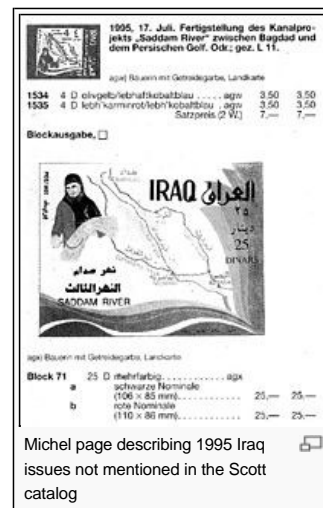 1995, 17. Juli. Fertigstellung des Kanalpro-
jekts „Saddam River" zwischen Bagdad und
dem Persischen Golf. Odr.; gez. L 11.
agw) Bauern mit Getreidegarbe, Landkarte
1534 4 D olivgelb/lebhaftkobaltblau ..... agw 3,50 3,50
1535 4 D lebh'karminrot/lebh'kobaltblau . agw 3,50 3,50
Satzpreis (2 W.) 7,— 7,—
Blockausgabe, □
IRAQ العراق
٢٥
دينار
25
DINARS
نهر صدام
النهر الثالث
SADDAM RIVER
agx) Bauern mit Getreidegarbe, Landkarte
Block 71 25 D mehrfarbig ............ agx
a schwarze Nominale
(106 × 85 mm) ............ 25,— 25,—
b rote Nominale
(110 × 86 mm) ............ 25,— 25,—
Michel page describing 1995 Iraq
issues not mentioned in the Scott
catalog